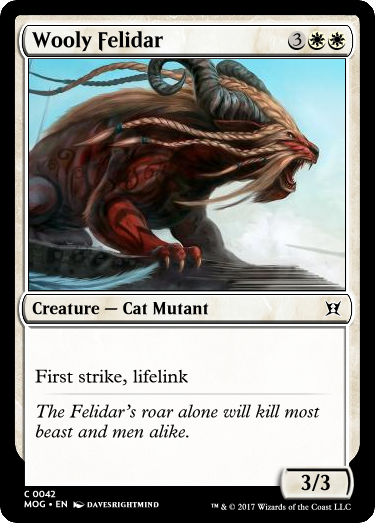 Wooly Felidar 3
Creature — Cat Mutant
First strike, lifelink
The Felidar's roar alone will kill most
beast and men alike.
3/3
C 0042
MOG • EN DAVESRIGHTMIND
™ & © 2017 Wizards of the Coast LLC